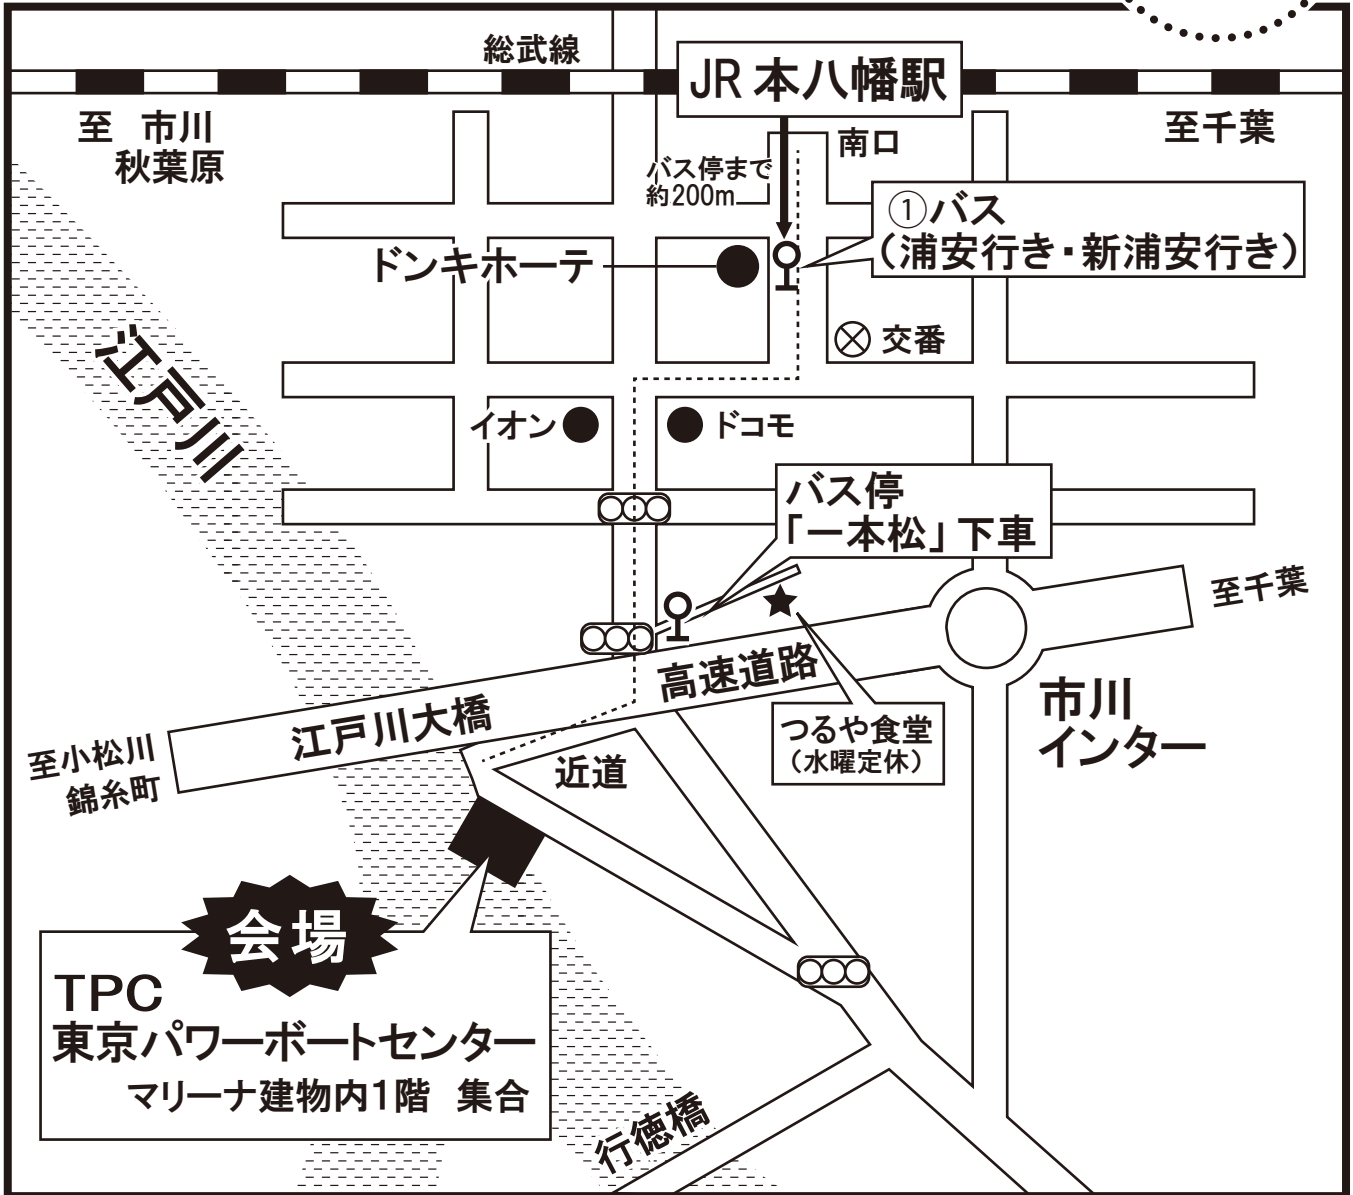 総武線
JR 本八幡駅
至 市川
秋葉原
至千葉
南口
バス停まで
約200m
①バス
(浦安行き・新浦安行き)
ドンキホーテ
交番
江戸川
イオン
ドコモ
バス停
「一本松」下車
至千葉
高速道路
江戸川大橋
市川
インター
つるや食堂
(水曜定休)
至小松川
錦糸町
近道
会場
TPC
東京パワーボートセンター
マリーナ建物内1階 集合
行徳橋